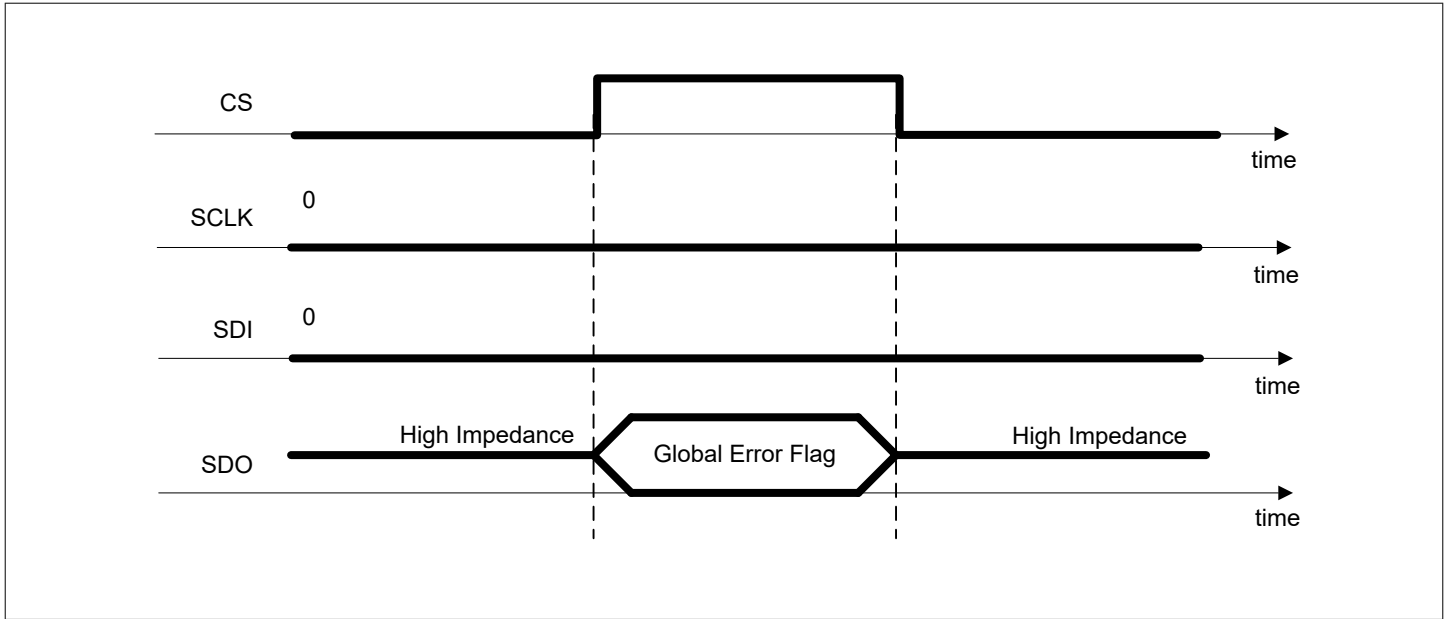 CS
time
0
SCLK
time
0
SDI
time
High Impedance
Global Error Flag
High Impedance
SDO
time